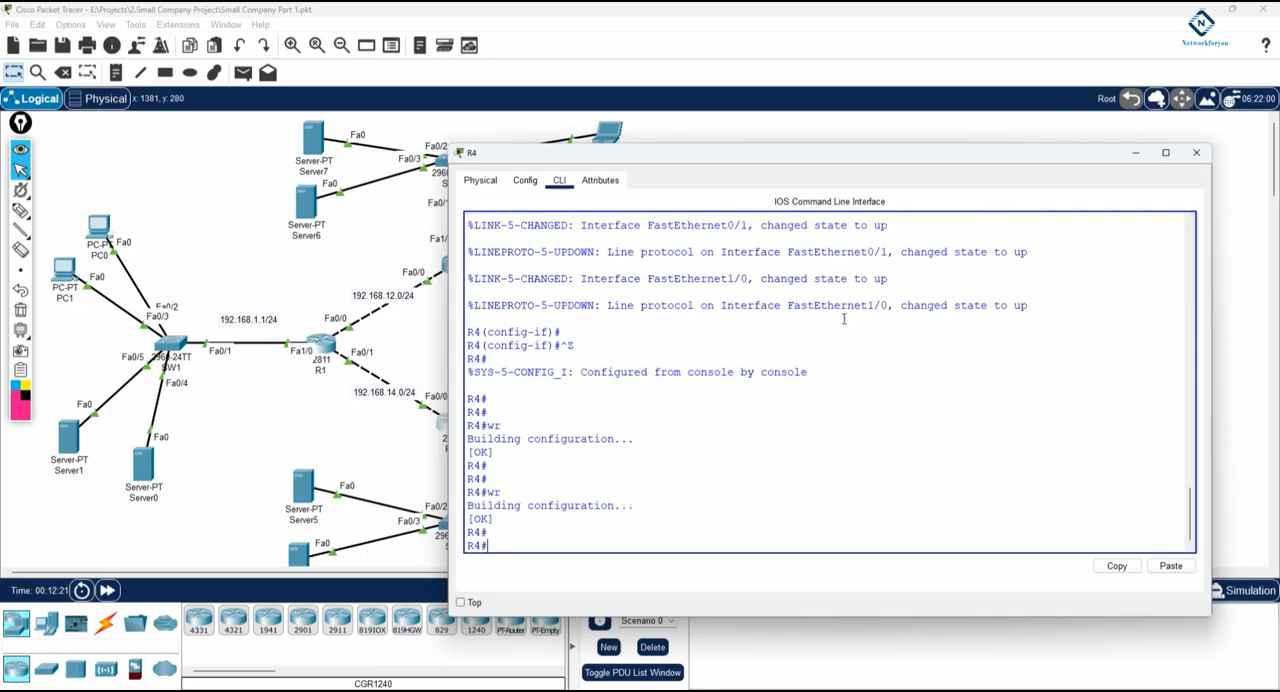 Cisco Packet Tracer - E:\Projects\2.Small Company Project\Small Company Part 1.pkt
File Edit Options View Tools Extensions Window Help
N
Networkforyou
?
Logical Physical x: 1381, y: 280
Root 06:22:00
Fa0
Fa0/2
Server-PT
Server7
Fa0/3
Fa0
Server-PT
Server6
Fa0
PC0
Fa0
PC-PT
PC1
Fa0/2
Fa0/3
192.168.1.1/24
192.168.12.0/24
Fa0/0
Fa0/0
Fa0/5
2960-24TT
SW1
Fa0/1
Fa1/0
2811
R1
Fa0/1
Fa0/4
192.168.14.0/24
Fa0
Fa0
Server-PT
Server1
Server-PT
Server0
Fa0
Server-PT
Server5
Fa0/2
Fa0/3
Fa0
R4
Physical Config CLI Attributes
IOS Command Line Interface
%LINK-5-CHANGED: Interface FastEthernet0/1, changed state to up
%LINEPROTO-5-UPDOWN: Line protocol on Interface FastEthernet0/1, changed state to up
%LINK-5-CHANGED: Interface FastEthernet1/0, changed state to up
%LINEPROTO-5-UPDOWN: Line protocol on Interface FastEthernet1/0, changed state to up
R4(config-if)#
R4(config-if)#^Z
R4#
%SYS-5-CONFIG_I: Configured from console by console
R4#
R4#
R4#wr
Building configuration...
[OK]
R4#
R4#
R4#wr
Building configuration...
[OK]
R4#
R4#
Copy Paste
Top
Time: 00:12:21
Simulation
4331 4321 1941 2901 2911 819IOX 819HGW 829 1240 PT-Router PT-Empty
CGR1240
Scenario 0
New Delete
Toggle PDU List Window